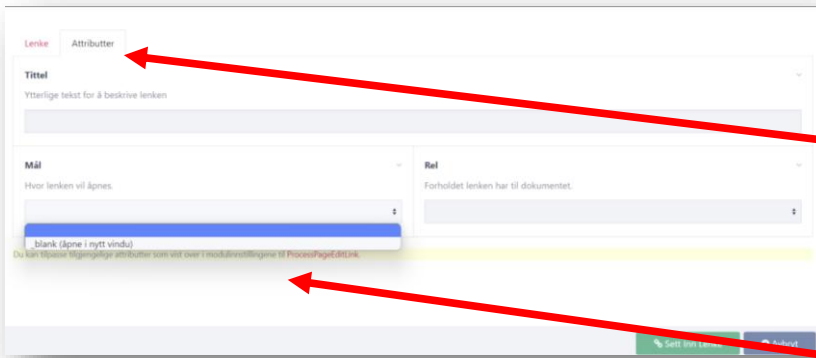 Lenke Attributter
Tittel
Ytterlige tekst for å beskrive lenken
Mål Rel
Hvor lenken vil åpnes. Forholdet lenken har til dokumentet.
_blank (åpne i nytt vindu)
Du kan tilpasse tilgjengelige attributter som vist over i modulinnstillingene til ProcessPageEditLink.
Sett Inn Lenke Avbryt